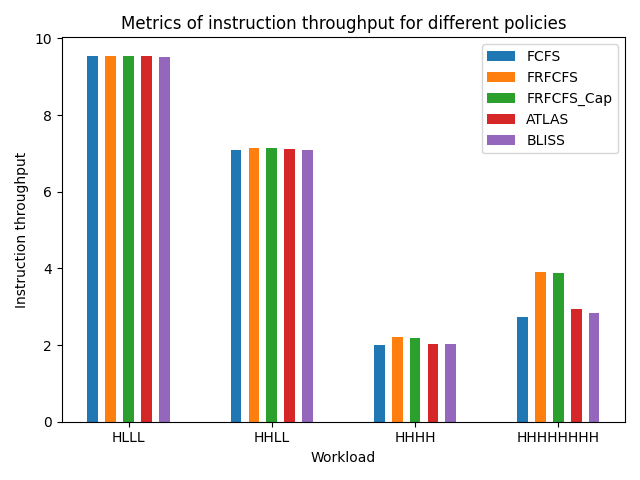 Metrics of instruction throughput for different policies
10
8
6
4
2
0
Instruction throughput
FCFS
FRFCFS
FRFCFS_Cap
ATLAS
BLISS
HLLL
HHLL
HHHH
HHHHHHHH
Workload